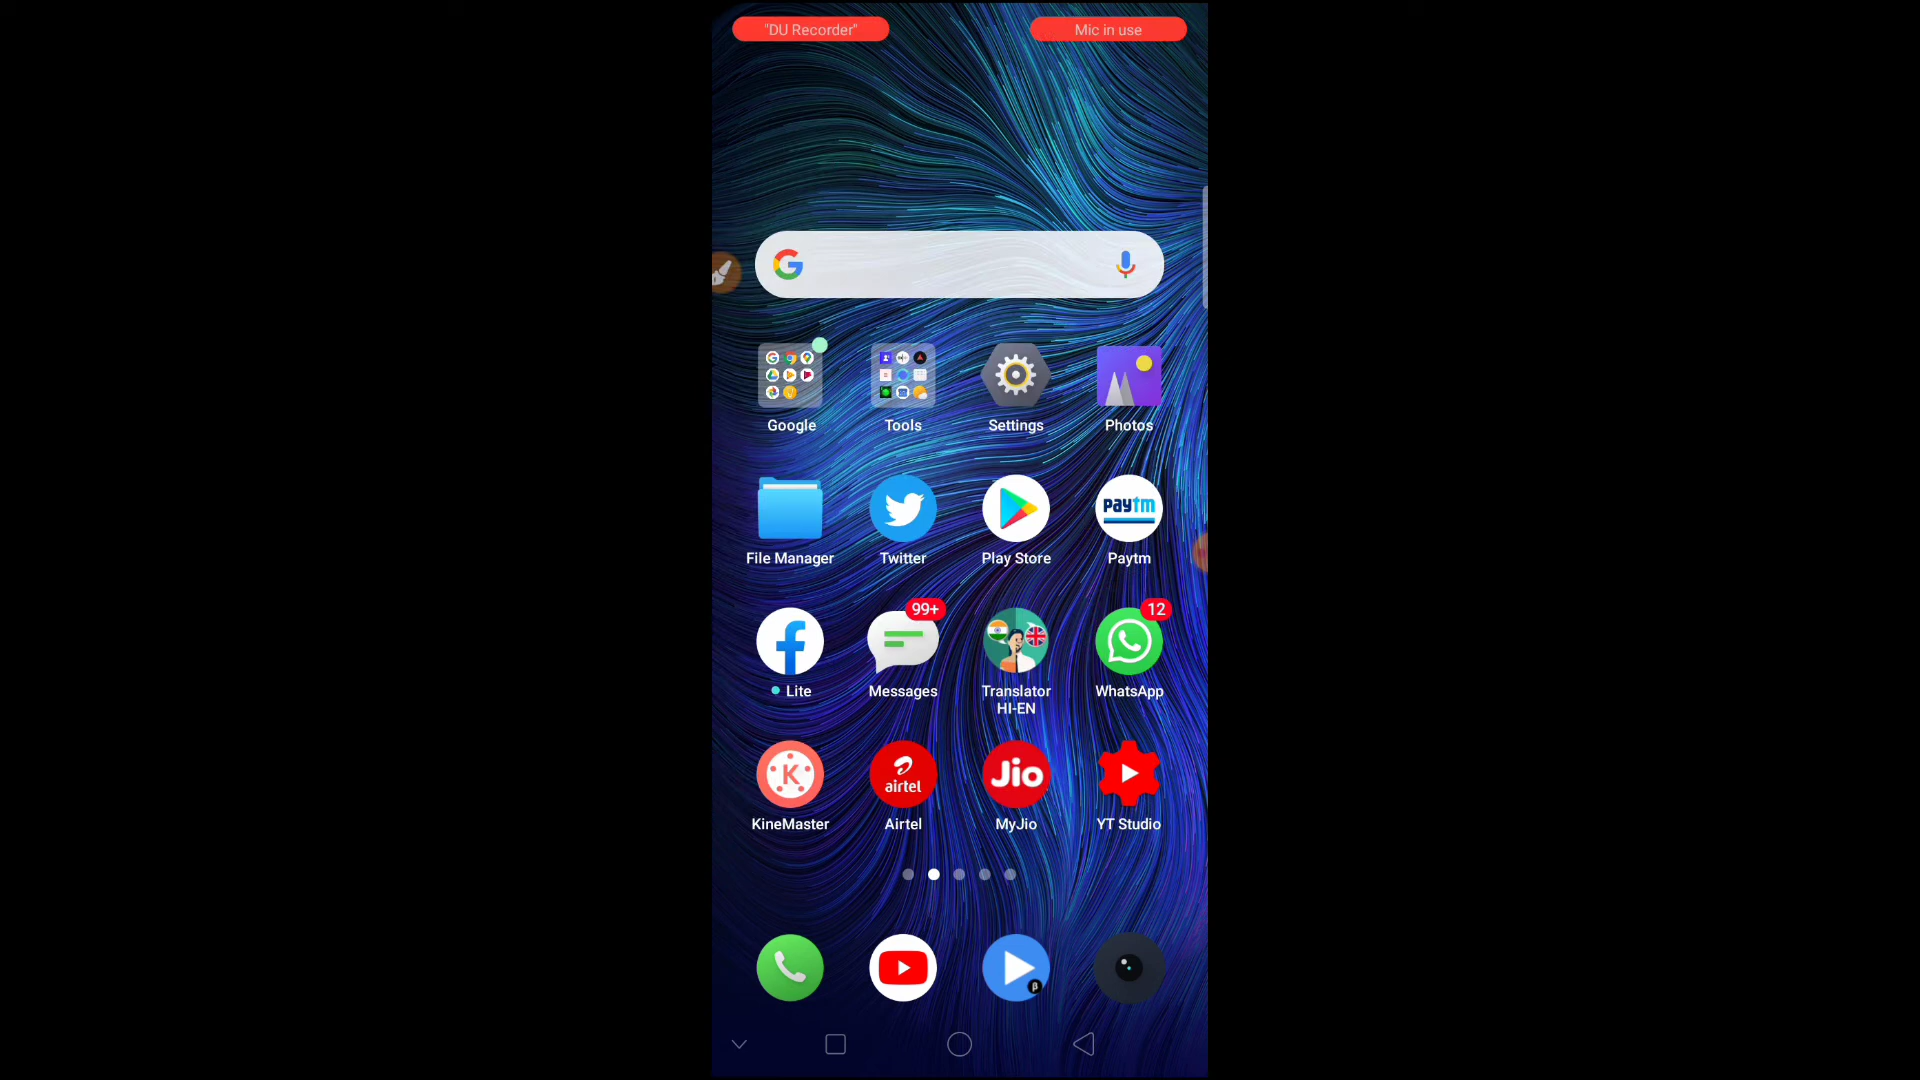 "DU Recorder" Mic in use
Google Tools Settings Photos
paytm
File Manager Twitter Play Store Paytm
99+ 12
Lite Messages Translator WhatsApp
HI-EN
K airtel Jio
KineMaster Airtel MyJio YT Studio
β